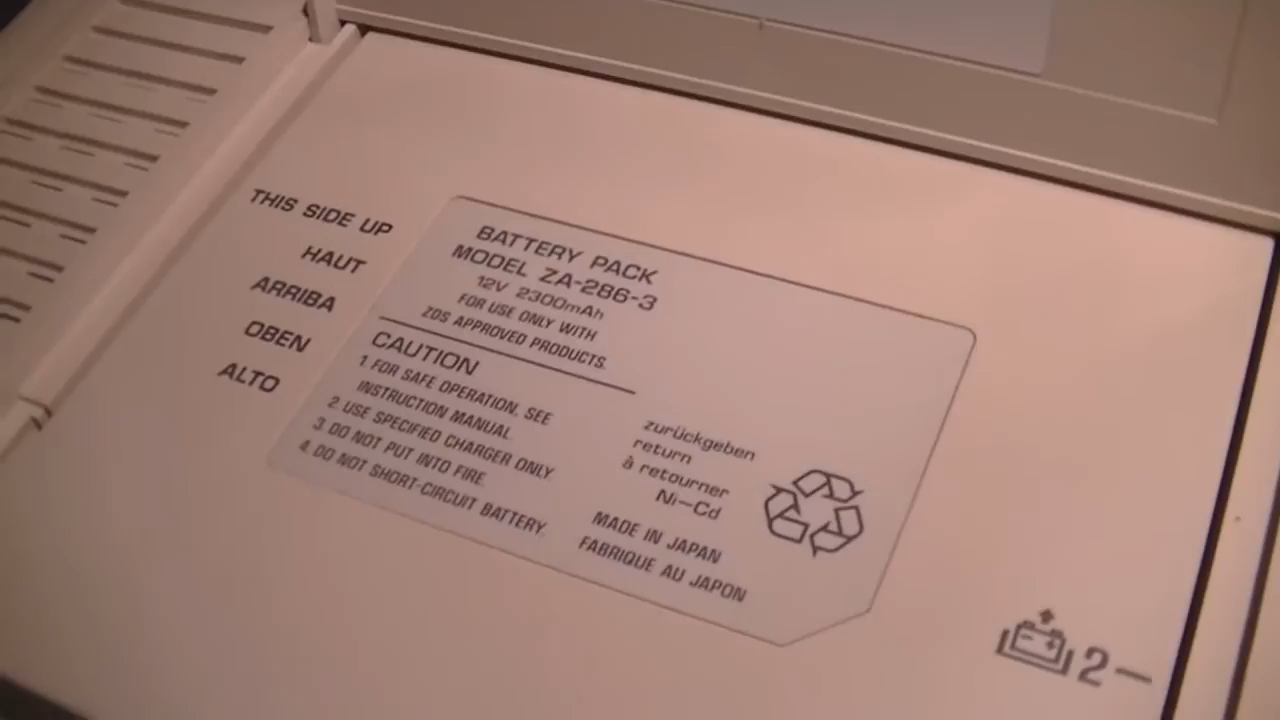 THIS SIDE UP
HAUT
ARRIBA
OBEN
ALTO
BATTERY PACK
MODEL ZA-286-3
12V 2300mAh
FOR USE ONLY WITH
ZDS APPROVED PRODUCTS.
CAUTION
1. FOR SAFE OPERATION, SEE
INSTRUCTION MANUAL.
2. USE SPECIFIED CHARGER ONLY
3. DO NOT PUT INTO FIRE.
4. DO NOT SHORT-CIRCUIT BATTERY.
zurückgeben
return
à retourner
Ni-Cd
MADE IN JAPAN
FABRIQUE AU JAPON
2